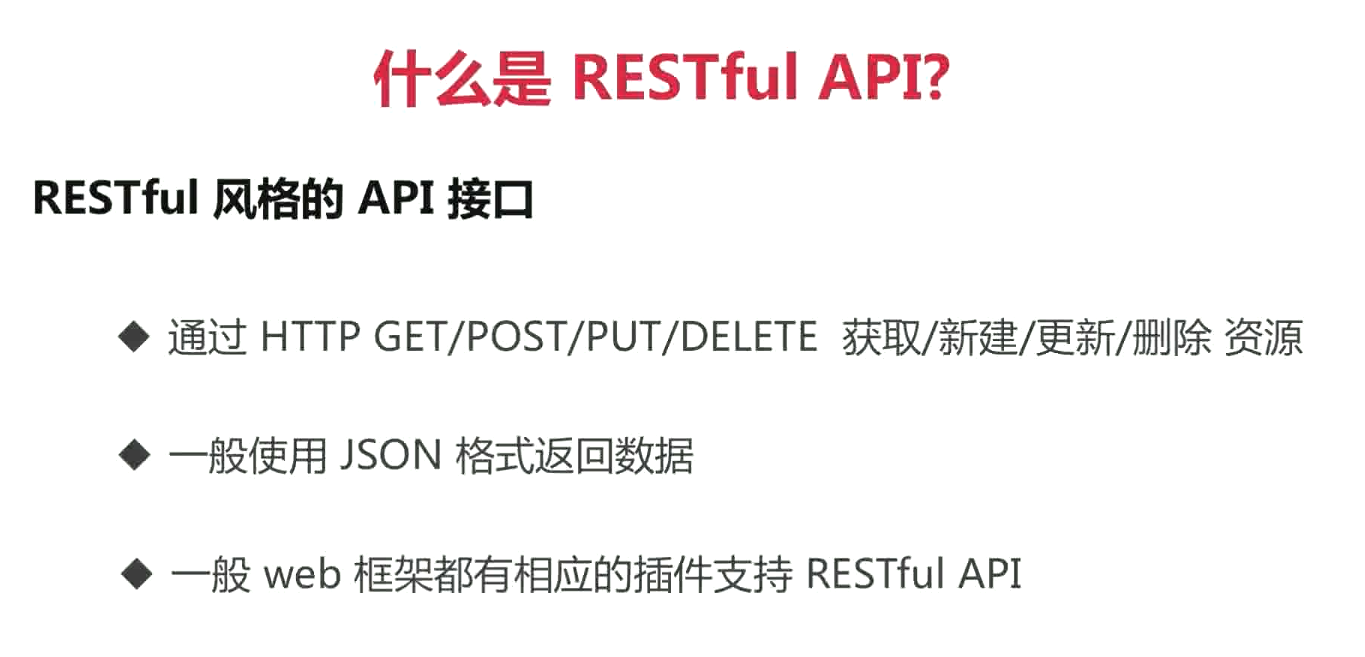 什么是 RESTful API?
RESTful 风格的 API 接口
◆ 通过 HTTP GET/POST/PUT/DELETE 获取/新建/更新/删除 资源
◆ 一般使用 JSON 格式返回数据
◆ 一般 web 框架都有相应的插件支持 RESTful API